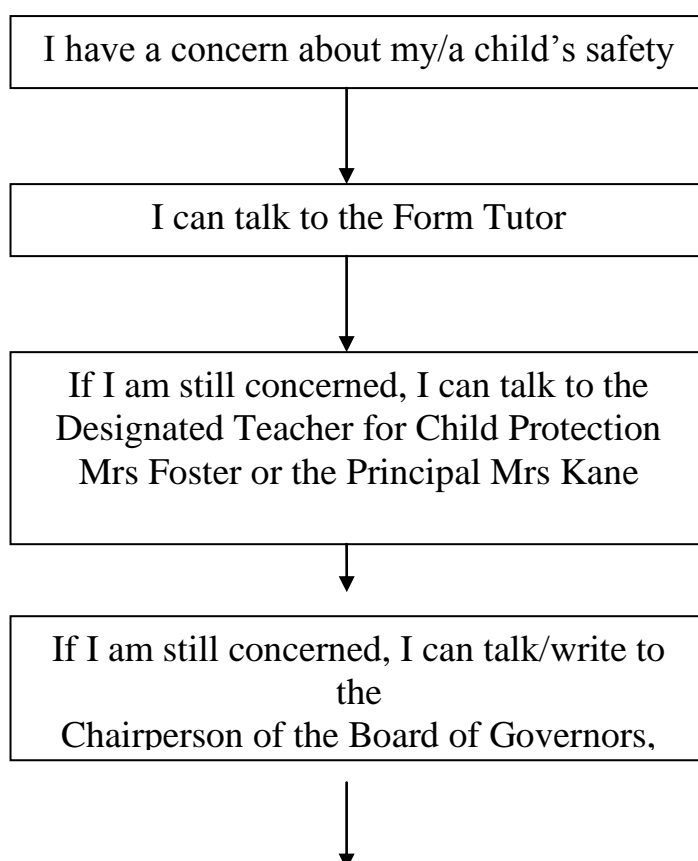 I have a concern about my/a child’s safety
I can talk to the Form Tutor
If I am still concerned, I can talk to the
Designated Teacher for Child Protection
Mrs Foster or the Principal Mrs Kane
If I am still concerned, I can talk/write to
the
Chairperson of the Board of Governors,